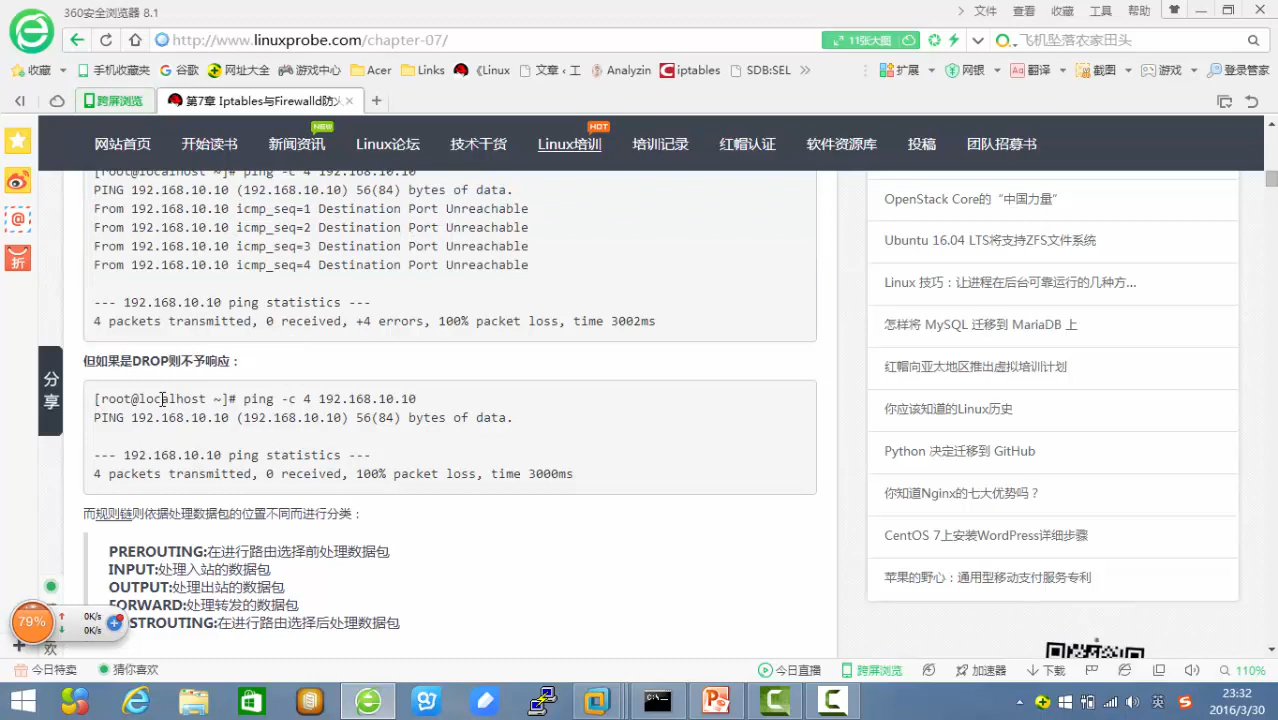 360安全浏览器 8.1
文件 查看 收藏 工具 帮助
http://www.linuxprobe.com/chapter-07/
11张大图
飞机坠落农家田头
收藏 手机收藏夹 谷歌 网址大全 游戏中心 Acer Links 《Linux 文章 ‹ 工 Analyzin iptables SDB:SEL »
扩展 网银 翻译 截图 游戏 登录管家
跨屏浏览
第7章 Iptables与Firewalld防火
网站首页 开始读书 新闻资讯 Linux论坛 技术干货 Linux培训 培训记录 红帽认证 软件资源库 投稿 团队招募书
NEW
HOT
[root@localhost ~]# ping -c 4 192.168.10.10
PING 192.168.10.10 (192.168.10.10) 56(84) bytes of data.
From 192.168.10.10 icmp_seq=1 Destination Port Unreachable
From 192.168.10.10 icmp_seq=2 Destination Port Unreachable
From 192.168.10.10 icmp_seq=3 Destination Port Unreachable
From 192.168.10.10 icmp_seq=4 Destination Port Unreachable
--- 192.168.10.10 ping statistics ---
4 packets transmitted, 0 received, +4 errors, 100% packet loss, time 3002ms
但如果是DROP则不予响应：
[root@localhost ~]# ping -c 4 192.168.10.10
PING 192.168.10.10 (192.168.10.10) 56(84) bytes of data.
--- 192.168.10.10 ping statistics ---
4 packets transmitted, 0 received, 100% packet loss, time 3000ms
而规则链则依据处理数据包的位置不同而进行分类：
PREROUTING:在进行路由选择前处理数据包
INPUT:处理入站的数据包
OUTPUT:处理出站的数据包
FORWARD:处理转发的数据包
STROUTING:在进行路由选择后处理数据包
OpenStack Core的“中国力量”
Ubuntu 16.04 LTS将支持ZFS文件系统
Linux 技巧：让进程在后台可靠运行的几种方...
怎样将 MySQL 迁移到 MariaDB 上
红帽向亚太地区推出虚拟培训计划
你应该知道的Linux历史
Python 决定迁移到 GitHub
你知道Nginx的七大优势吗？
CentOS 7上安装WordPress详细步骤
苹果的野心：通用型移动支付服务专利
分享
折
79%
0K/s
0K/s
欢
今日特卖 猜你喜欢
今日直播 跨屏浏览 加速器 下载 110%
英
23:32
2016/3/30